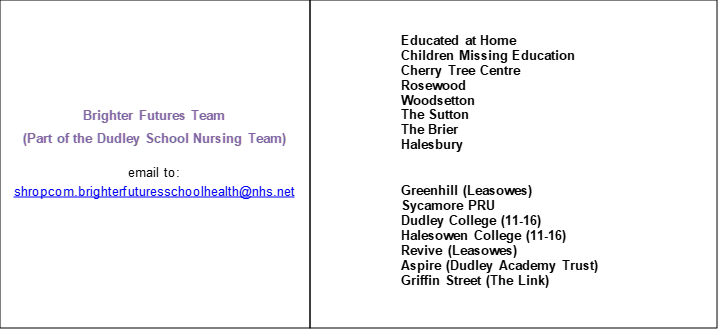 Brighter Futures Team
(Part of the Dudley School Nursing Team)
email to:
shropcom.brighterfuturesschoolhealth@nhs.net
Educated at Home
Children Missing Education
Cherry Tree Centre
Rosewood
Woodsetton
The Sutton
The Brier
Halesbury
Greenhill (Leasowes)
Sycamore PRU
Dudley College (11-16)
Halesowen College (11-16)
Revive (Leasowes)
Aspire (Dudley Academy Trust)
Griffin Street (The Link)